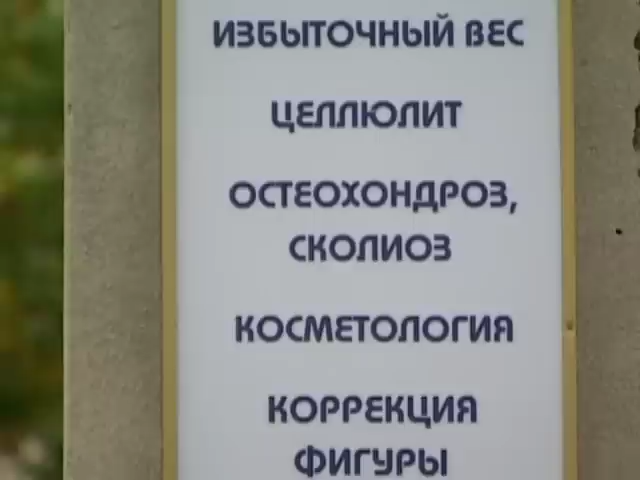 ИЗБЫТОЧНЫЙ ВЕС
ЦЕЛЛЮЛИТ
ОСТЕОХОНДРОЗ,
СКОЛИОЗ
КОСМЕТОЛОГИЯ
КОРРЕКЦИЯ
ФИГУРЫ